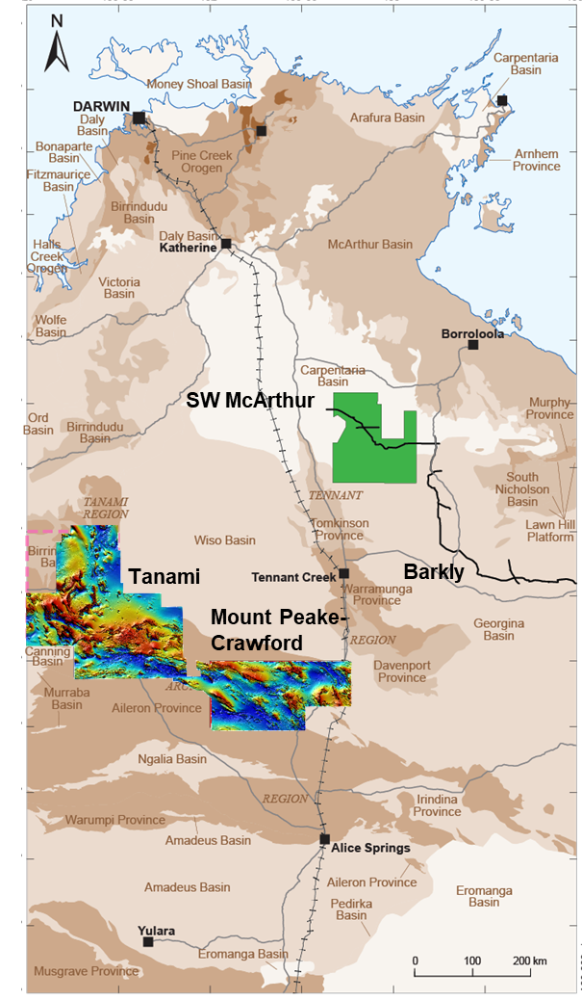 N
Carpentaria
Basin
Money Shoal Basin
DARWIN
Daly
Basin
Arafura Basin
Bonaparte
Basin
Pine Creek
Orogen
Arnhem
Province
Fitzmaurice
Basin
Birrindudu
Basin
Daly Basin
Katherine
McArthur Basin
Halls
Creek
Orogen
Victoria
Basin
Wolfe
Basin
Borroloola
Carpentaria
Basin
SW McArthur
Murphy
Province
Ord
Basin
Birrindudu
Basin
South
Nicholson
Basin
TANAMI
REGION
TENNANT
Tomkinson
Province
Lawn Hill
Platform
Wiso Basin
Birrin
Ba
Tanami
Tennant Creek
Barkly
Warramunga
Province
Mount Peake-
Crawford
Georgina
Basin
REGION
Canning
Basin
Davenport
Province
Murraba
Basin
Aileron Province
Ngalia Basin
REGION
Irindina
Province
Warumpi Province
Amadeus Basin
Alice Springs
Amadeus Basin
Aileron Province
Eromanga
Basin
Pedirka
Basin
Yulara
Eromanga Basin
Musgrave Province
0 100 200 km